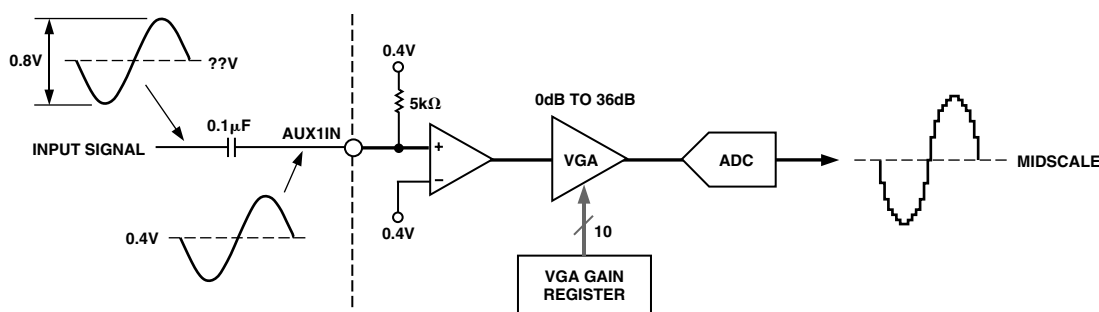 0.8V
??V
0.4V
5kΩ
0dB TO 36dB
0.1μF
AUX1IN
INPUT SIGNAL
+
−
VGA
ADC
MIDSCALE
0.4V
0.4V
10
VGA GAIN
REGISTER